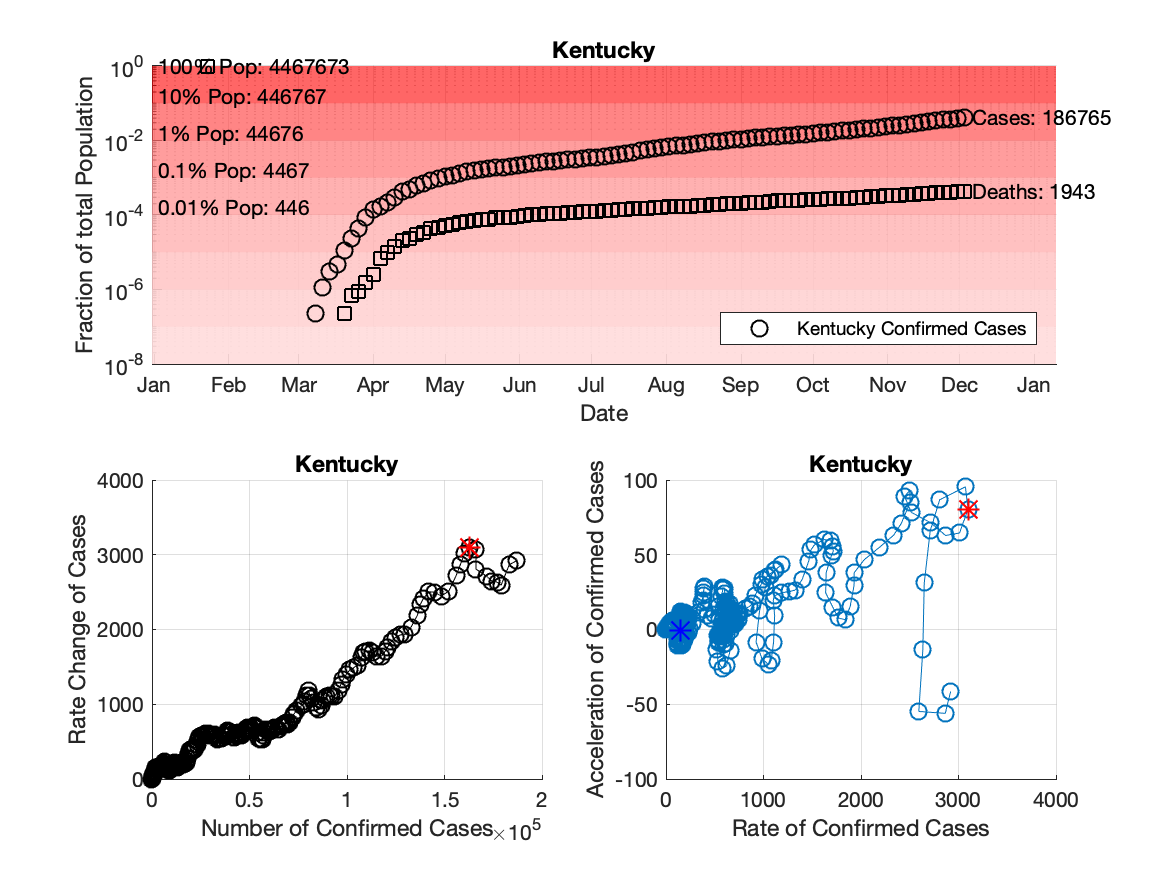 Kentucky
10^0
10^-2
10^-4
10^-6
10^-8
Fraction of total Population
100% Pop: 4467673
10% Pop: 446767
1% Pop: 44676
0.1% Pop: 4467
0.01% Pop: 446
Cases: 186765
Deaths: 1943
Kentucky Confirmed Cases
Jan Feb Mar Apr May Jun Jul Aug Sep Oct Nov Dec Jan
Date
Kentucky
4000
3000
2000
1000
0
Rate Change of Cases
0 0.5 1 1.5 2
Number of Confirmed Cases ×10^5
Kentucky
100
50
0
-50
-100
Acceleration of Confirmed Cases
0 1000 2000 3000 4000
Rate of Confirmed Cases